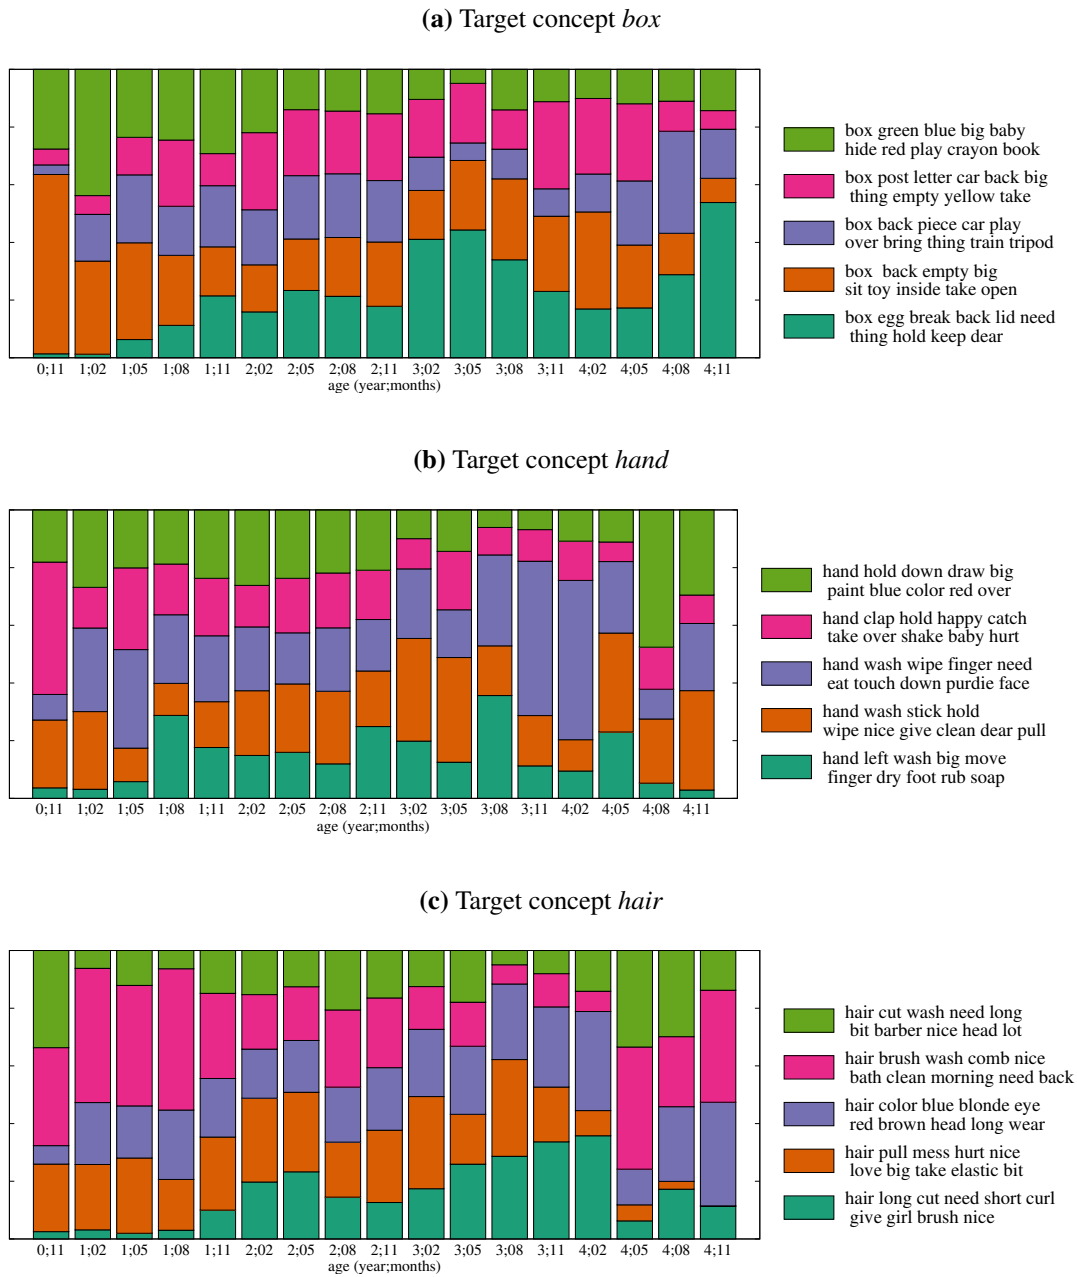 (a) Target concept box
box green blue big baby
hide red play crayon book
box post letter car back big
thing empty yellow take
box back piece car play
over bring thing train tripod
box back empty big
sit toy inside take open
box egg break back lid need
thing hold keep dear
0;11 1;02 1;05 1;08 1;11 2;02 2;05 2;08 2;11 3;02 3;05 3;08 3;11 4;02 4;05 4;08 4;11
age (year;months)
(b) Target concept hand
hand hold down draw big
paint blue color red over
hand clap hold happy catch
take over shake baby hurt
hand wash wipe finger need
eat touch down purdie face
hand wash stick hold
wipe nice give clean dear pull
hand left wash big move
finger dry foot rub soap
0;11 1;02 1;05 1;08 1;11 2;02 2;05 2;08 2;11 3;02 3;05 3;08 3;11 4;02 4;05 4;08 4;11
age (year;months)
(c) Target concept hair
hair cut wash need long
bit barber nice head lot
hair brush wash comb nice
bath clean morning need back
hair color blue blonde eye
red brown head long wear
hair pull mess hurt nice
love big take elastic bit
hair long cut need short curl
give girl brush nice
0;11 1;02 1;05 1;08 1;11 2;02 2;05 2;08 2;11 3;02 3;05 3;08 3;11 4;02 4;05 4;08 4;11
age (year;months)